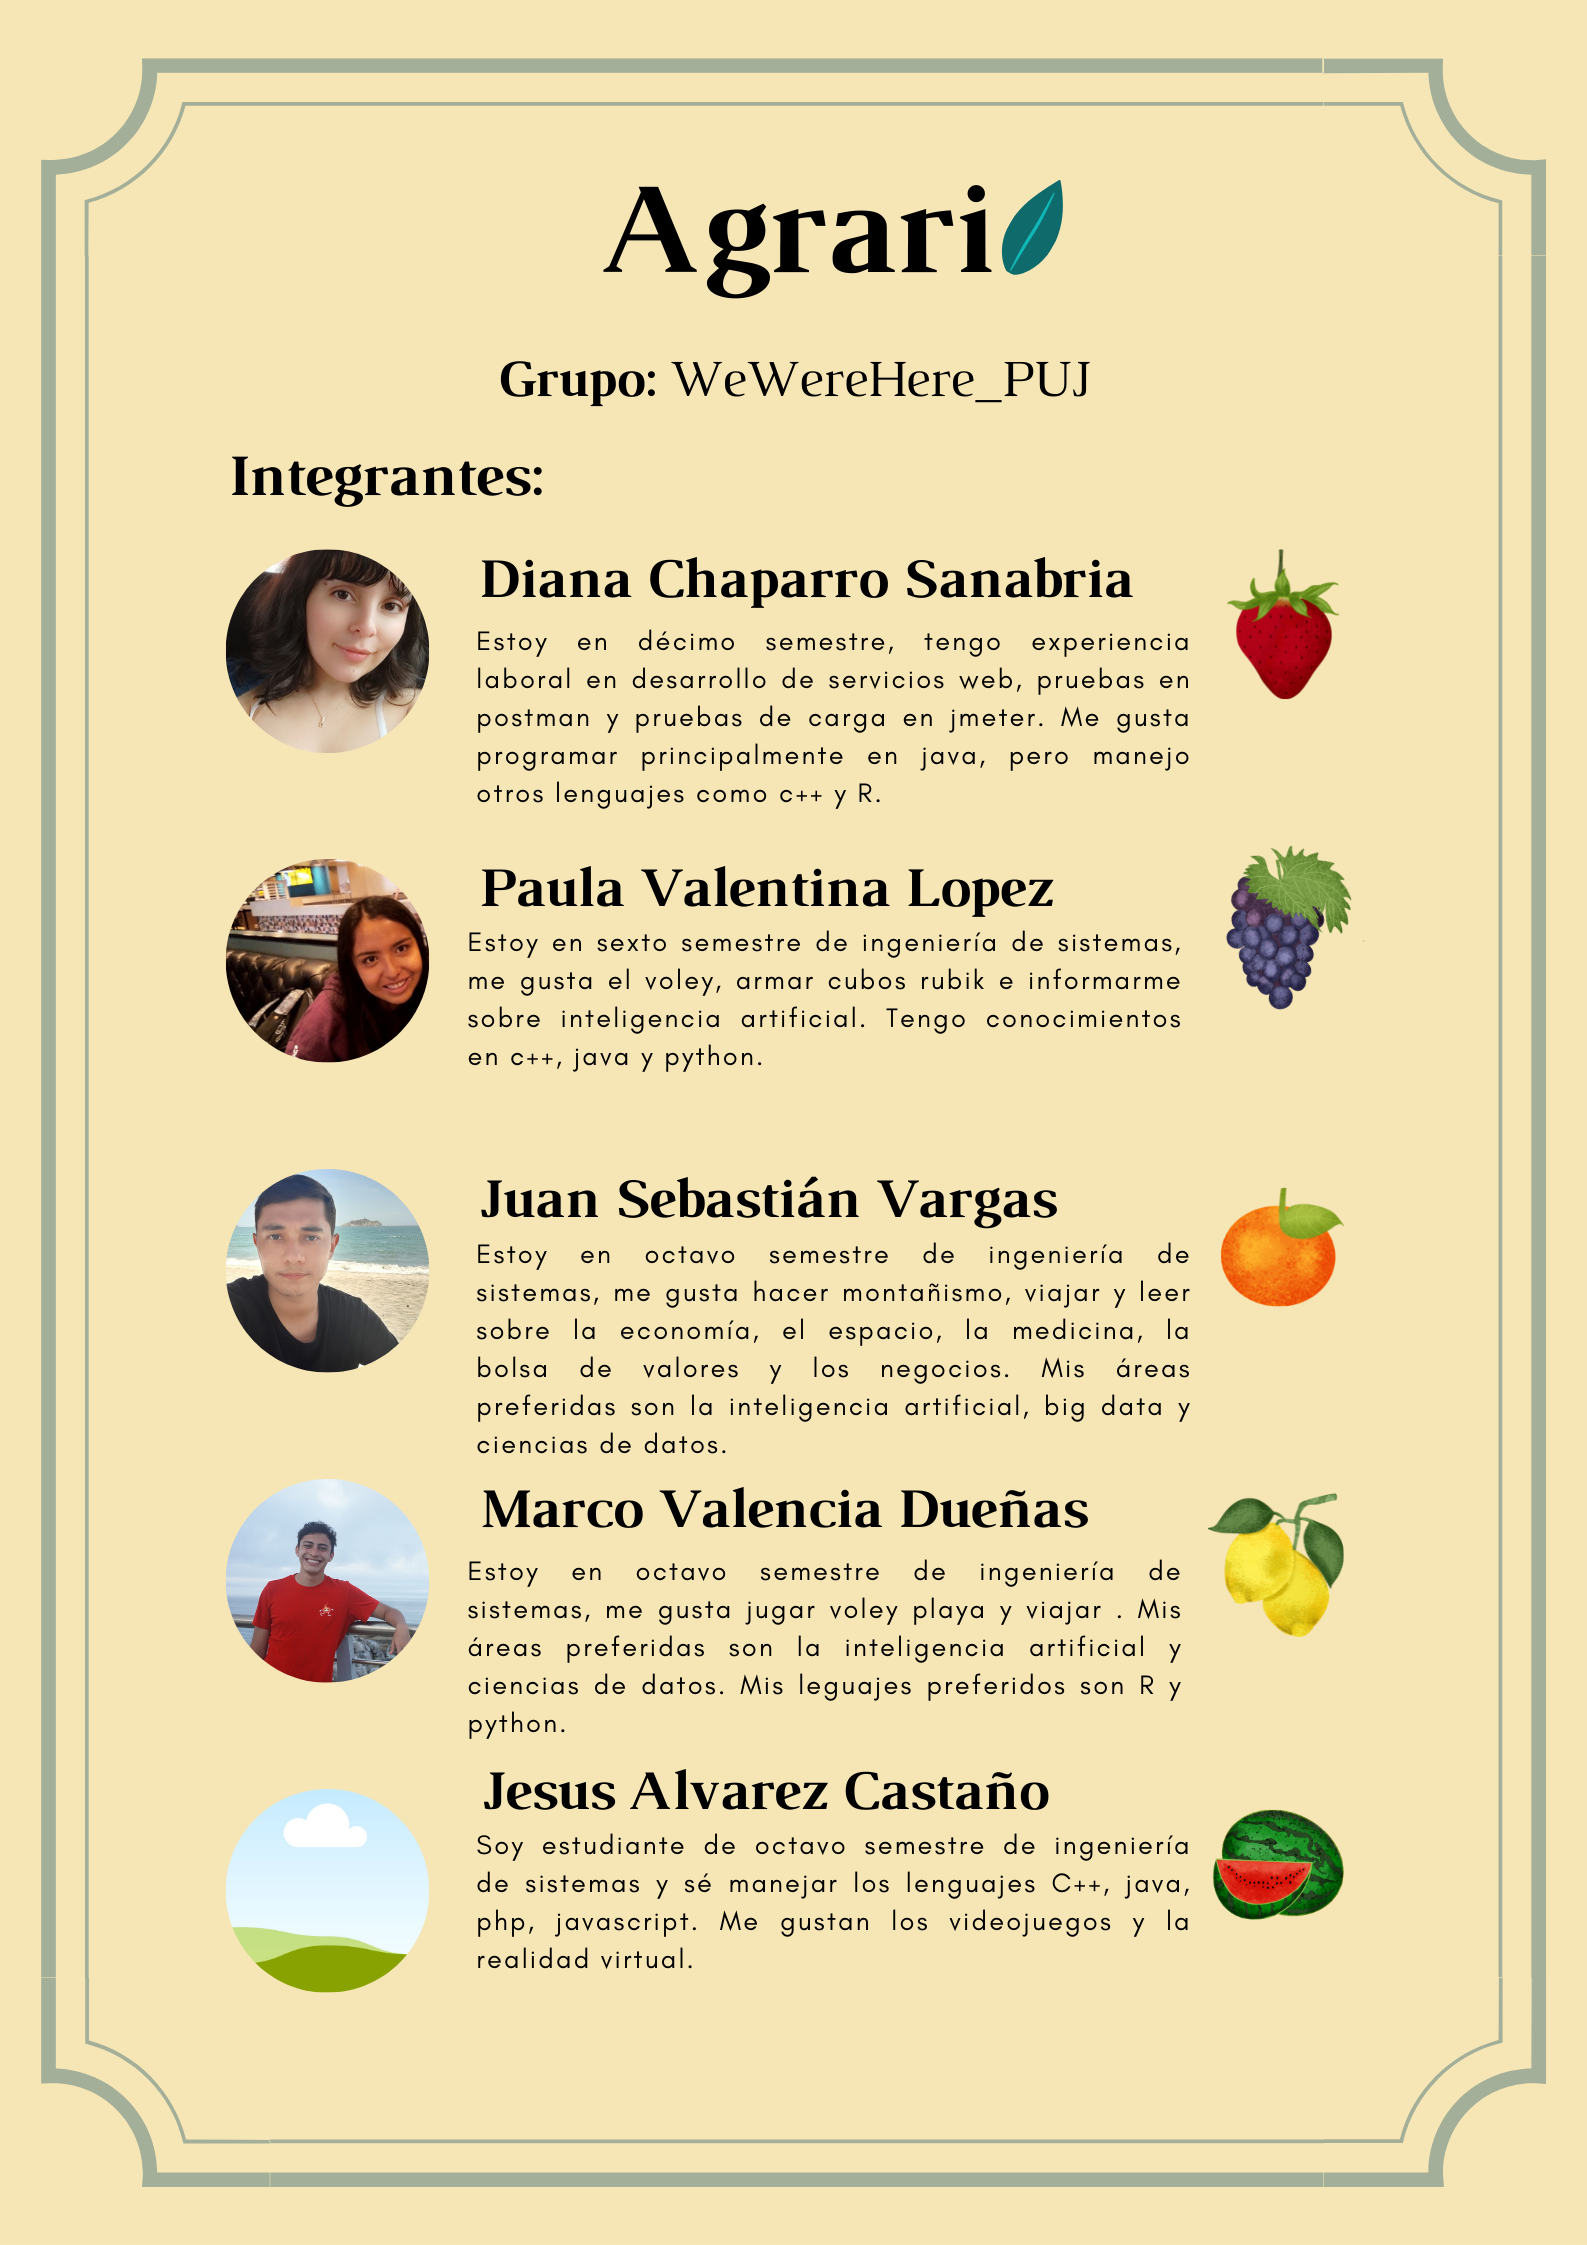 Agrari
Grupo: WeWereHere_PUJ
Integrantes:
Diana Chaparro Sanabria
Estoy en décimo semestre, tengo experiencia
laboral en desarrollo de servicios web, pruebas en
postman y pruebas de carga en jmeter. Me gusta
programar principalmente en java, pero manejo
otros lenguajes como c++ y R.
Paula Valentina Lopez
Estoy en sexto semestre de ingeniería de sistemas,
me gusta el voley, armar cubos rubik e informarme
sobre inteligencia artificial. Tengo conocimientos
en c++, java y python.
Juan Sebastián Vargas
Estoy en octavo semestre de ingeniería de
sistemas, me gusta hacer montañismo, viajar y leer
sobre la economía, el espacio, la medicina, la
bolsa de valores y los negocios. Mis áreas
preferidas son la inteligencia artificial, big data y
ciencias de datos.
Marco Valencia Dueñas
Estoy en octavo semestre de ingeniería de
sistemas, me gusta jugar voley playa y viajar . Mis
áreas preferidas son la inteligencia artificial y
ciencias de datos. Mis leguajes preferidos son R y
python.
Jesus Alvarez Castaño
Soy estudiante de octavo semestre de ingeniería
de sistemas y sé manejar los lenguajes C++, java,
php, javascript. Me gustan los videojuegos y la
realidad virtual.